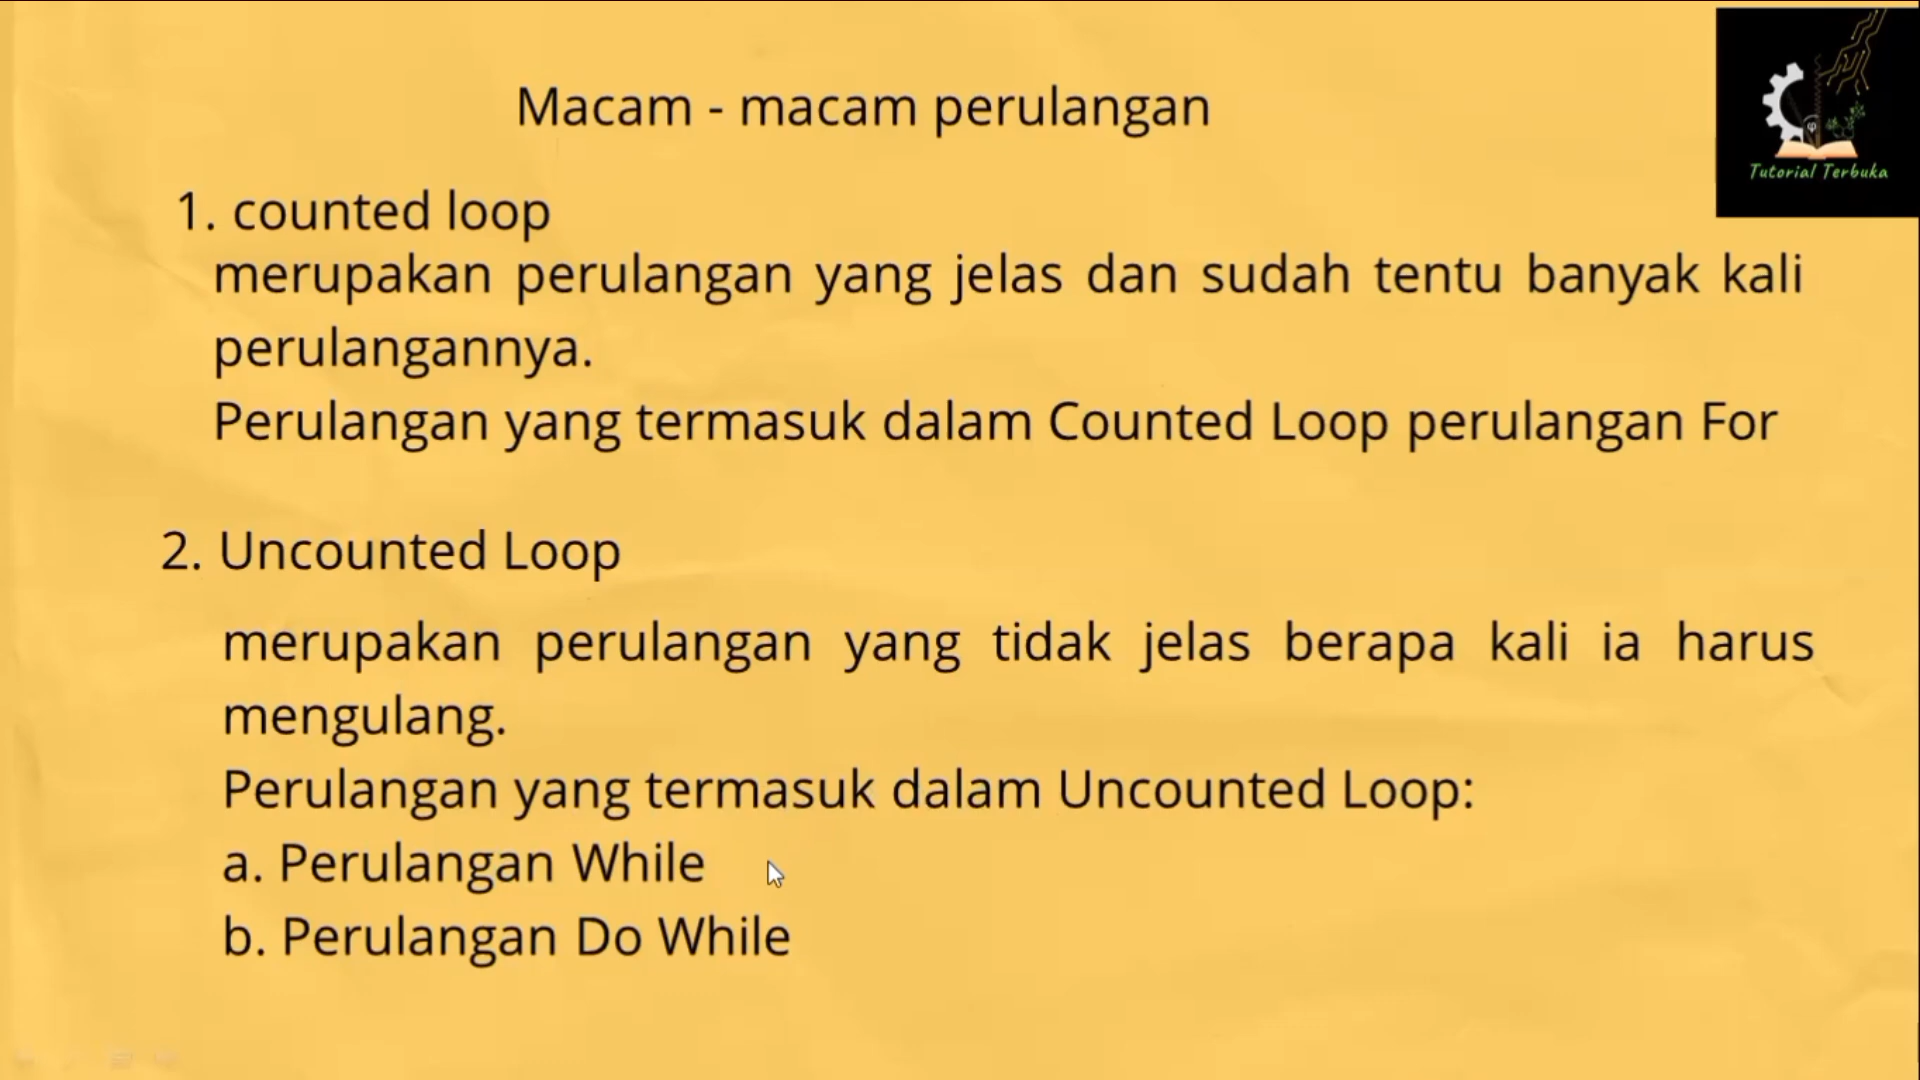 Macam - macam perulangan
Tutorial Terbuka
1. counted loop
merupakan perulangan yang jelas dan sudah tentu banyak kali
perulangannya.
Perulangan yang termasuk dalam Counted Loop perulangan For
2. Uncounted Loop
merupakan perulangan yang tidak jelas berapa kali ia harus
mengulang.
Perulangan yang termasuk dalam Uncounted Loop:
a. Perulangan While
b. Perulangan Do While